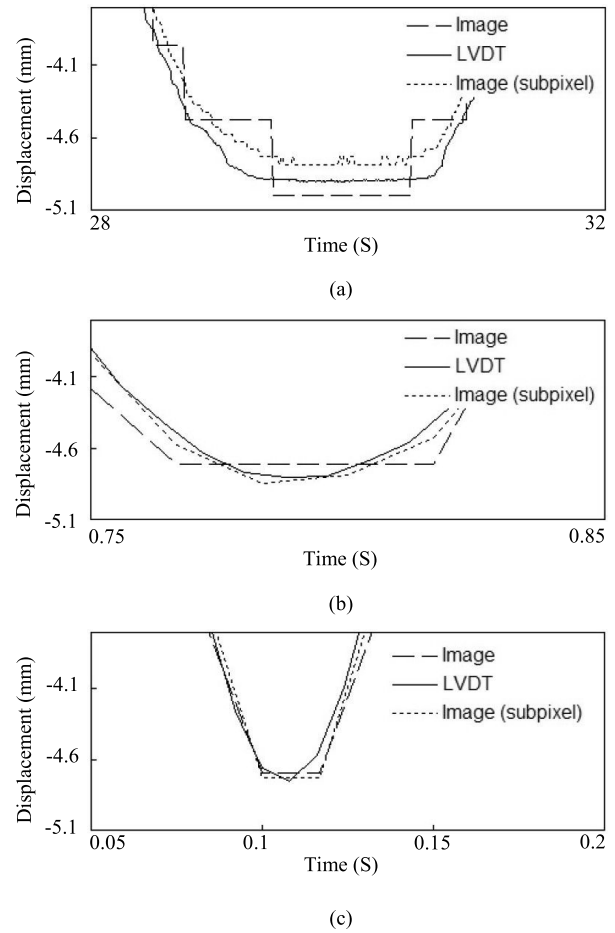 Displacement (mm)
-4.1
-4.6
-5.1
Image
LVDT
Image (subpixel)
28
32
Time (S)
(a)
Displacement (mm)
-4.1
-4.6
-5.1
Image
LVDT
Image (subpixel)
0.75
0.85
Time (S)
(b)
Displacement (mm)
-4.1
-4.6
-5.1
Image
LVDT
Image (subpixel)
0.05
0.1
0.15
0.2
Time (S)
(c)